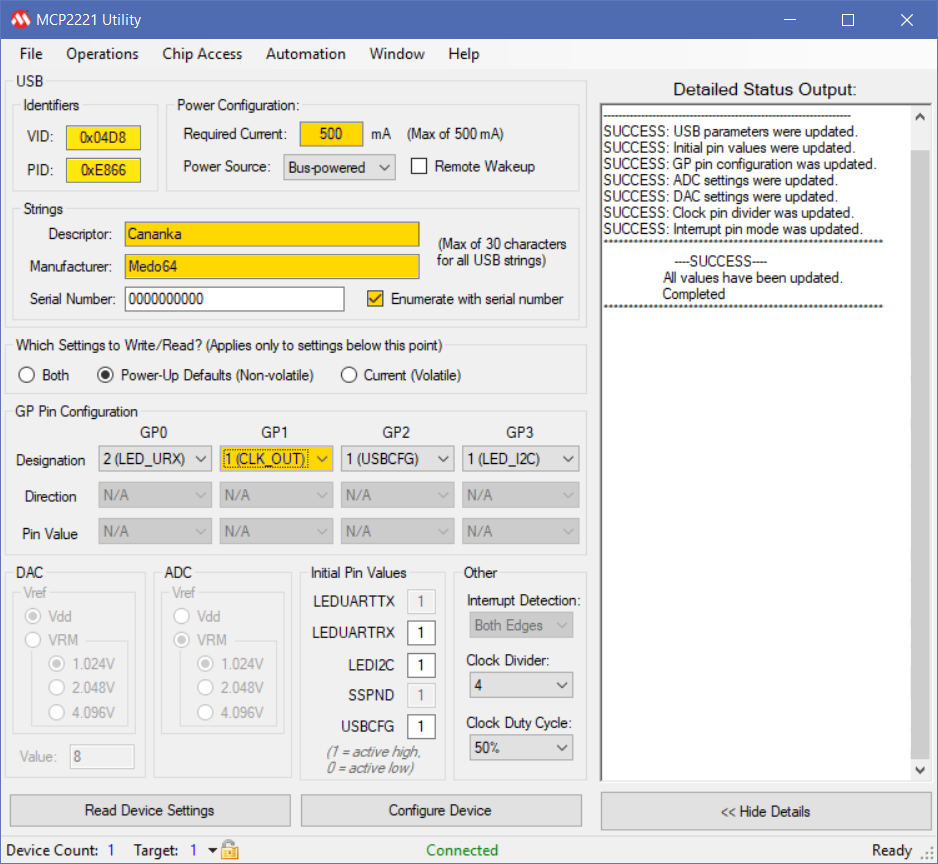 MCP2221 Utility
File Operations Chip Access Automation Window Help
USB
Identifiers
VID: 0x04D8
PID: 0xE866
Power Configuration:
Required Current: 500 mA (Max of 500 mA)
Power Source: Bus-powered Remote Wakeup
Strings
Descriptor: Cananka
Manufacturer: Medo64
(Max of 30 characters
for all USB strings)
Serial Number: 0000000000 Enumerate with serial number
Which Settings to Write/Read? (Applies only to settings below this point)
Both Power-Up Defaults (Non-volatile) Current (Volatile)
GP Pin Configuration
GP0 GP1 GP2 GP3
Designation 2 (LED_URX) 1 (CLK_OUT) 1 (USBCFG) 1 (LED_I2C)
Direction N/A N/A N/A N/A
Pin Value N/A N/A N/A N/A
DAC
Vref
Vdd
VRM
1.024V
2.048V
4.096V
Value: 8
ADC
Vref
Vdd
VRM
1.024V
2.048V
4.096V
Initial Pin Values
LEDUARTTX 1
LEDUARTRX 1
LEDI2C 1
SSPND 1
USBCFG 1
(1 = active high,
0 = active low)
Other
Interrupt Detection:
Both Edges
Clock Divider:
4
Clock Duty Cycle:
50%
Read Device Settings Configure Device
Detailed Status Output:
SUCCESS: USB parameters were updated.
SUCCESS: Initial pin values were updated.
SUCCESS: GP pin configuration was updated.
SUCCESS: ADC settings were updated.
SUCCESS: DAC settings were updated.
SUCCESS: Clock pin divider was updated.
SUCCESS: Interrupt pin mode was updated.
----SUCCESS----
All values have been updated.
Completed
<< Hide Details
Device Count: 1 Target: 1 Connected Ready